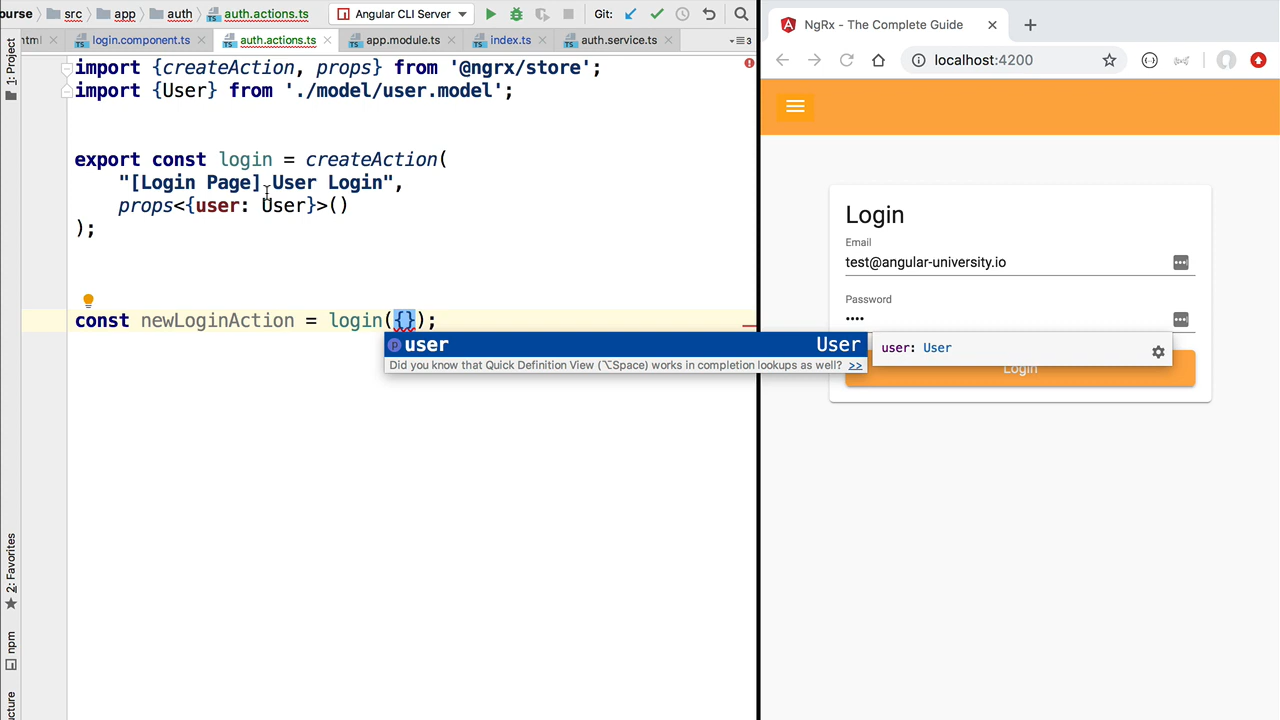 ourse src app auth auth.actions.ts Angular CLI Server Git:
html login.component.ts auth.actions.ts app.module.ts index.ts auth.service.ts 3
1: Project
2: Favorites
npm
ucture
import {createAction, props} from '@ngrx/store';
import {User} from './model/user.model';
export const login = createAction(
"[Login Page] User Login",
props<{user: User}>()
);
const newLoginAction = login({});
user User
Did you know that Quick Definition View (⌥Space) works in completion lookups as well? >>
user: User
NgRx - The Complete Guide
localhost:4200
Login
Email
test@angular-university.io
Password
••••
Login